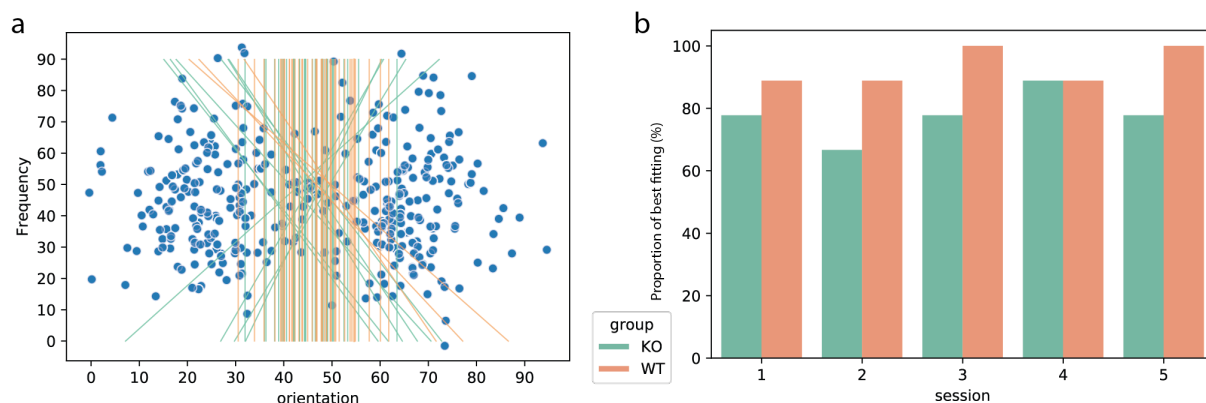 a
Frequency
90
80
70
60
50
40
30
20
10
0
0 10 20 30 40 50 60 70 80 90
orientation
group
KO
WT
b
Proportion of best fitting (%)
100
80
60
40
20
0
1 2 3 4 5
session